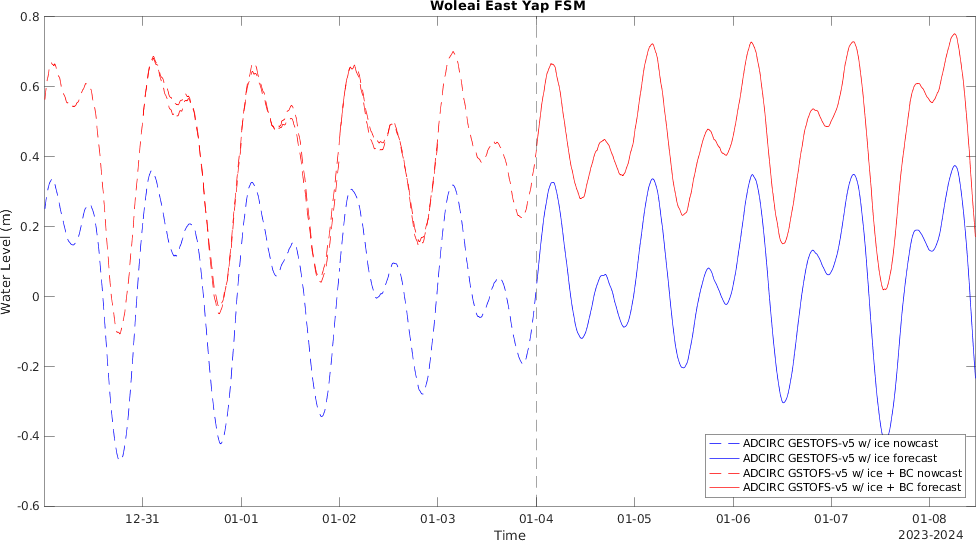 Woleai East Yap FSM
0.8
0.6
0.4
0.2
0
-0.2
-0.4
-0.6
Water Level (m)
12-31
01-01
01-02
01-03
01-04
01-05
01-06
01-07
01-08
Time
2023-2024
ADCIRC GESTOFS-v5 w/ ice nowcast
ADCIRC GESTOFS-v5 w/ ice forecast
ADCIRC GSTOFS-v5 w/ ice + BC nowcast
ADCIRC GSTOFS-v5 w/ ice + BC forecast